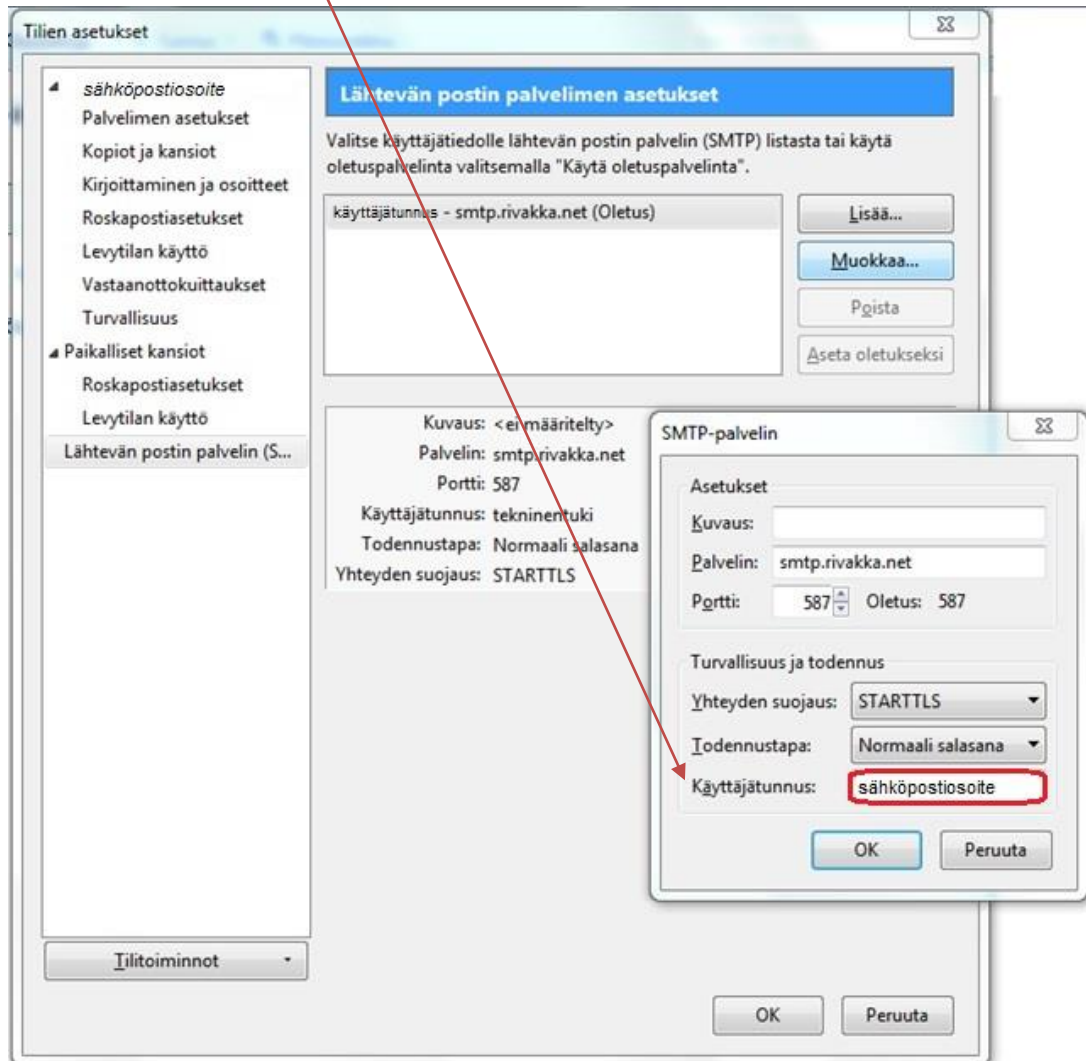 Tilien asetukset
sähköpostiosoite
Palvelimen asetukset
Kopiot ja kansiot
Kirjoittaminen ja osoitteet
Roskapostiasetukset
Levytilan käyttö
Vastaanottokuittaukset
Turvallisuus
Paikalliset kansiot
Roskapostiasetukset
Levytilan käyttö
Lähtevän postin palvelin (S...
Tilitoiminnot
Lähtevän postin palvelimen asetukset
Valitse käyttäjätiedolle lähtevän postin palvelin (SMTP) listasta tai käytä
oletuspalvelinta valitsemalla "Käytä oletuspalvelinta".
käyttäjätunnus - smtp.rivakka.net (Oletus)
Lisää...
Muokkaa...
Poista
Aseta oletukseksi
Kuvaus: <ei määritelty>
Palvelin: smtp.rivakka.net
Portti: 587
Käyttäjätunnus: tekninentuki
Todennustapa: Normaali salasana
Yhteyden suojaus: STARTTLS
SMTP-palvelin
Asetukset
Kuvaus:
Palvelin: smtp.rivakka.net
Portti: 587 Oletus: 587
Turvallisuus ja todennus
Yhteyden suojaus: STARTTLS
Todennustapa: Normaali salasana
Käyttäjätunnus: sähköpostiosoite
OK Peruuta
OK Peruuta